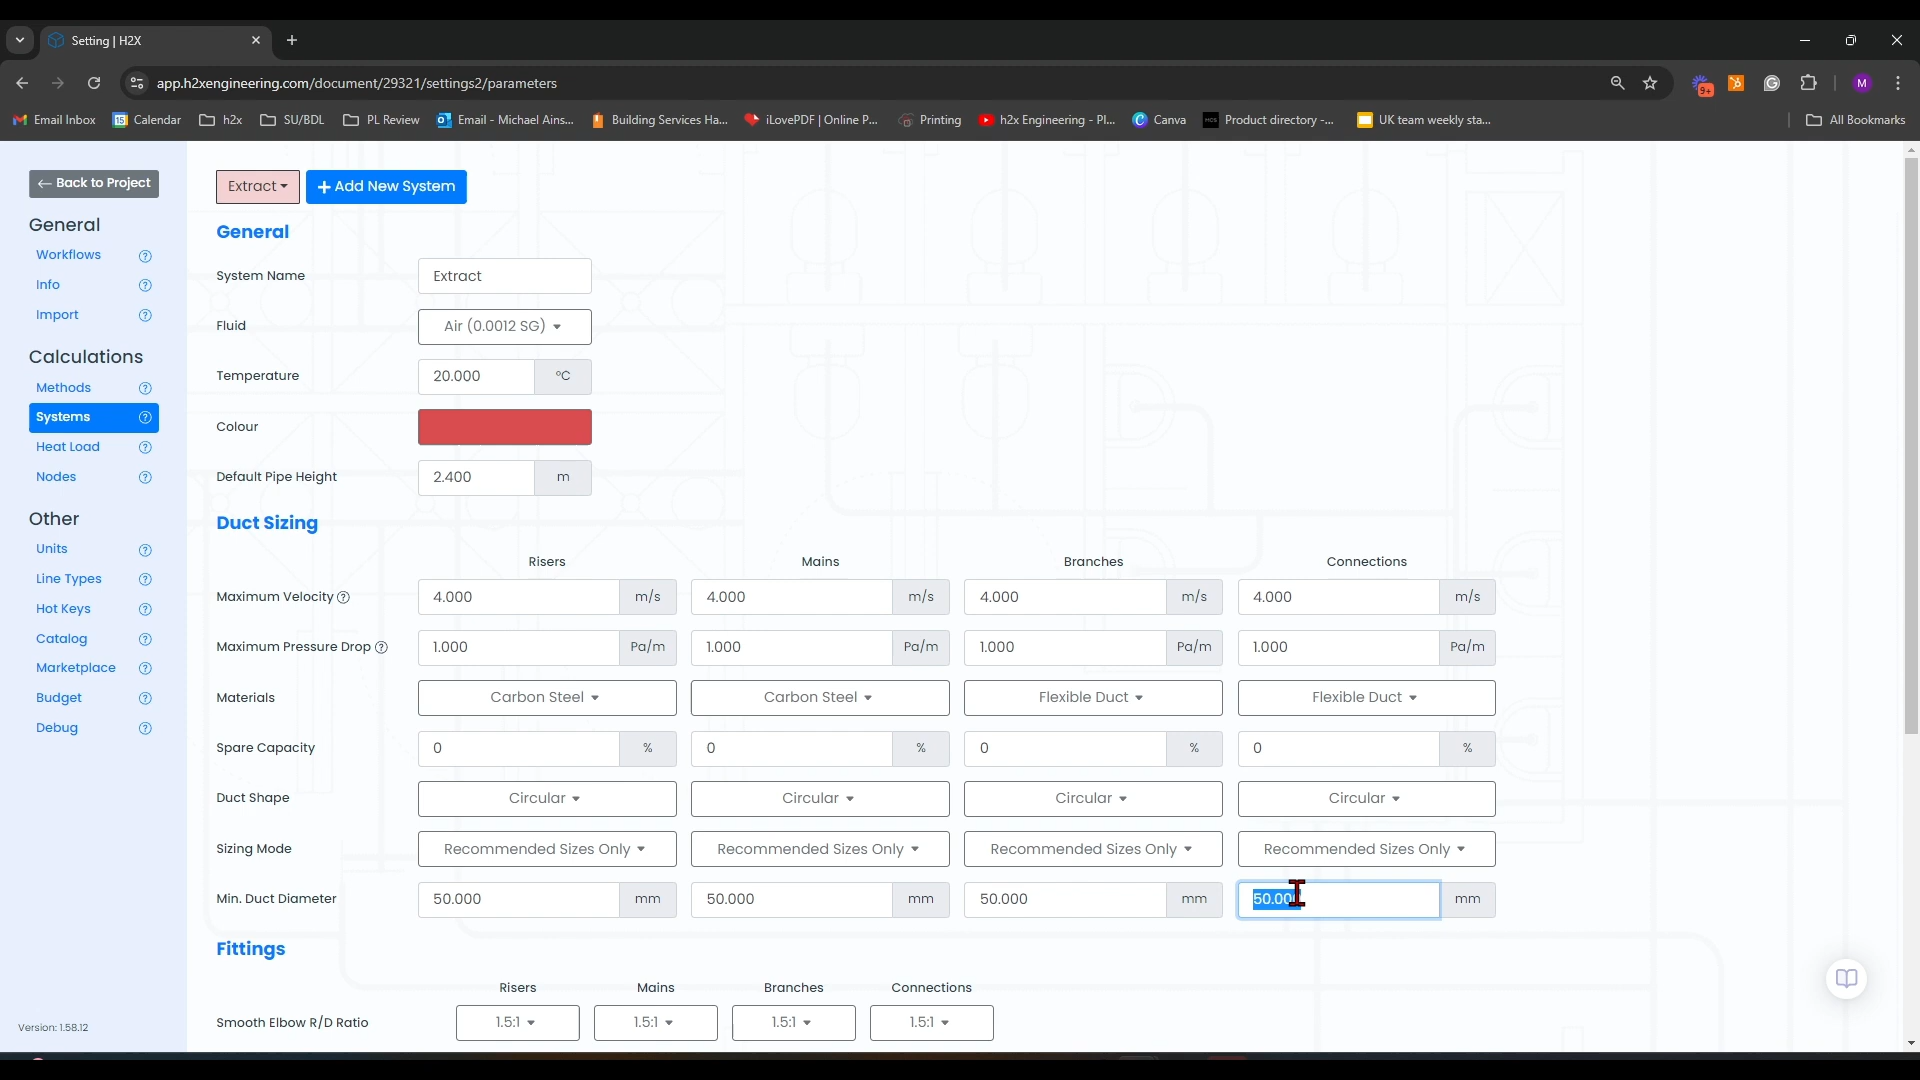 Setting | H2X
app.h2xengineering.com/document/29321/settings2/parameters
9+
M
Email Inbox
Calendar
h2x
SU/BDL
PL Review
Email - Michael Ains...
Building Services Ha...
iLovePDF | Online P...
Printing
h2x Engineering - Pl...
Canva
Product directory -...
UK team weekly sta...
All Bookmarks
← Back to Project
General
Workflows
Info
Import
Calculations
Methods
Systems
Heat Load
Nodes
Other
Units
Line Types
Hot Keys
Catalog
Marketplace
Budget
Debug
Version: 1.58.12
Extract
+ Add New System
General
System Name Extract
Fluid Air (0.0012 SG)
Temperature 20.000 °C
Colour
Default Pipe Height 2.400 m
Duct Sizing
Risers Mains Branches Connections
Maximum Velocity 4.000 m/s 4.000 m/s 4.000 m/s 4.000 m/s
Maximum Pressure Drop 1.000 Pa/m 1.000 Pa/m 1.000 Pa/m 1.000 Pa/m
Materials Carbon Steel Carbon Steel Flexible Duct Flexible Duct
Spare Capacity 0 % 0 % 0 % 0 %
Duct Shape Circular Circular Circular Circular
Sizing Mode Recommended Sizes Only Recommended Sizes Only Recommended Sizes Only Recommended Sizes Only
Min. Duct Diameter 50.000 mm 50.000 mm 50.000 mm 50.000 mm
Fittings
Risers Mains Branches Connections
Smooth Elbow R/D Ratio 1.5:1 1.5:1 1.5:1 1.5:1